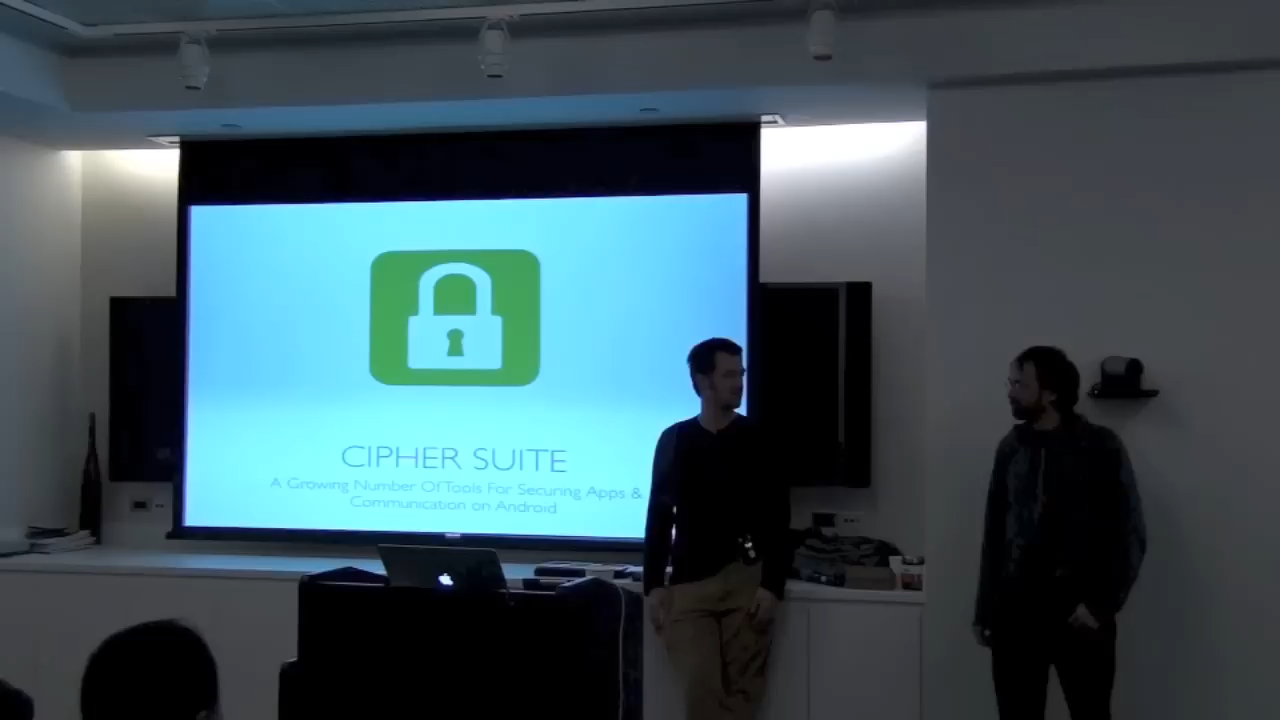 CIPHER SUITE
A Growing Number Of Tools For Securing Apps &
Communication on Android